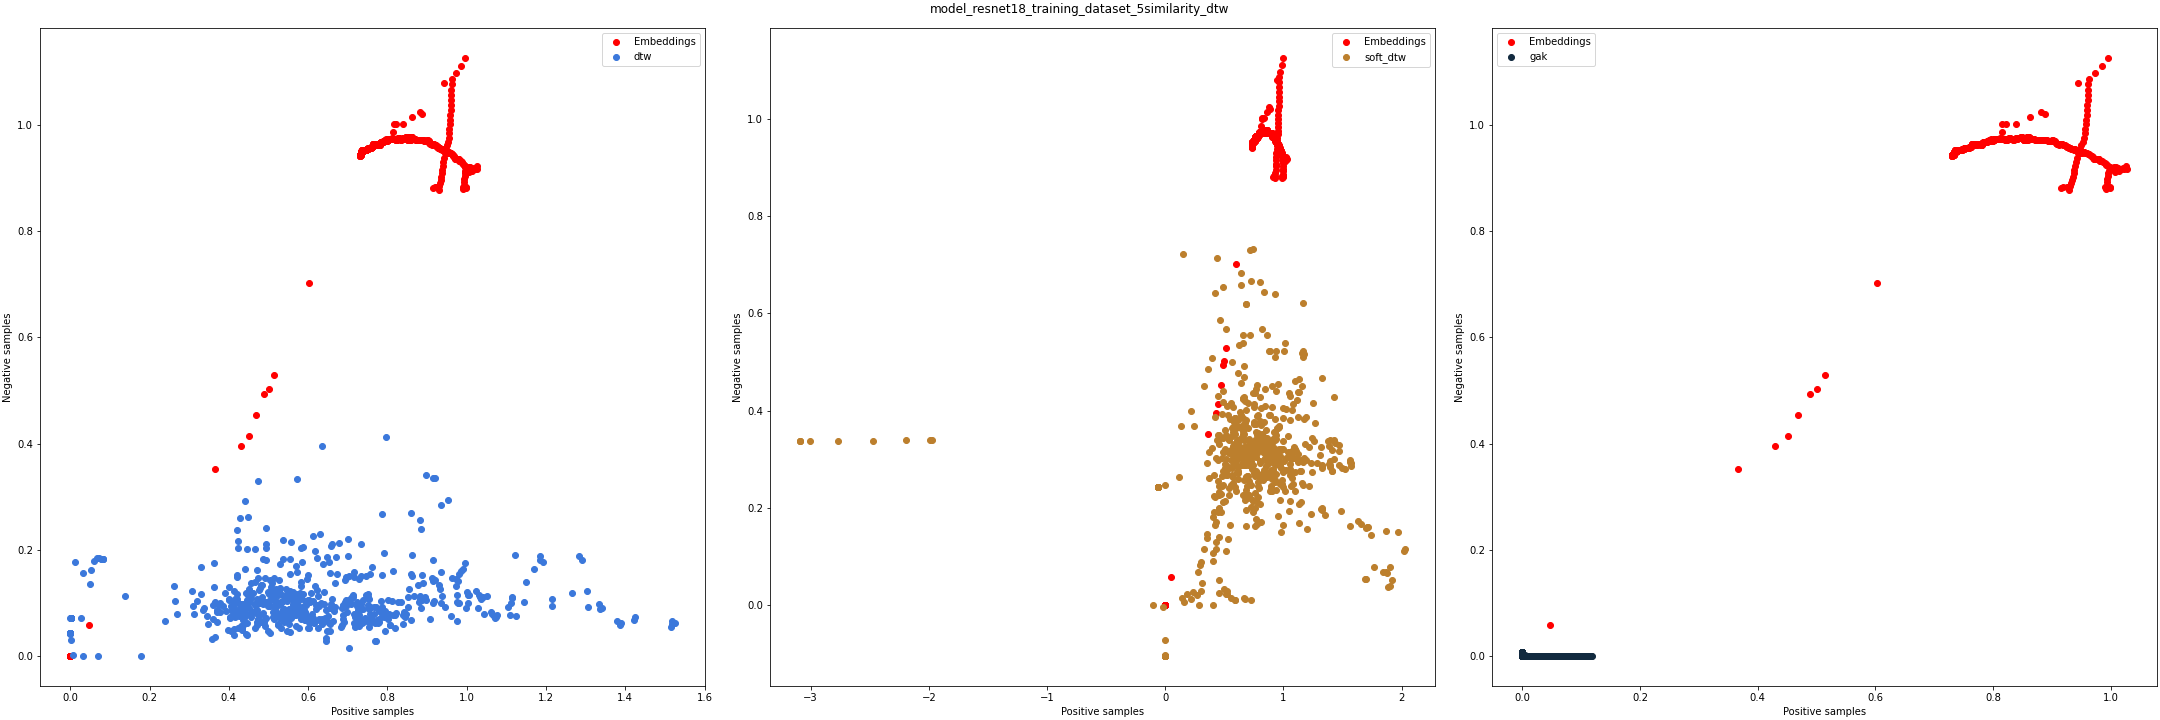 model_resnet18_training_dataset_5similarity_dtw
Embeddings
dtw
Negative samples
1.0
0.8
0.6
0.4
0.2
0.0
0.0 0.2 0.4 0.6 0.8 1.0 1.2 1.4 1.6
Positive samples
Embeddings
soft_dtw
Negative samples
1.0
0.8
0.6
0.4
0.2
0.0
−3 −2 −1 0 1 2
Positive samples
Embeddings
gak
Negative samples
1.0
0.8
0.6
0.4
0.2
0.0
0.0 0.2 0.4 0.6 0.8 1.0
Positive samples